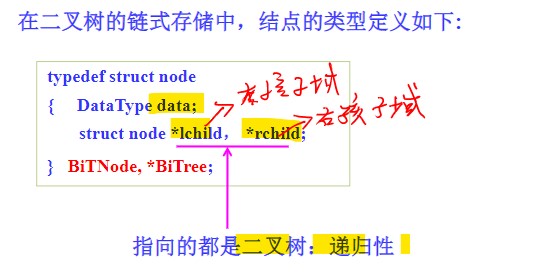 在二叉树的链式存储中，结点的类型定义如下:
typedef struct node
{ DataType data;
左孩子域
struct node *lchild, *rchild;
右孩子域
} BiTNode, *BiTree;
指向的都是二叉树：递归性